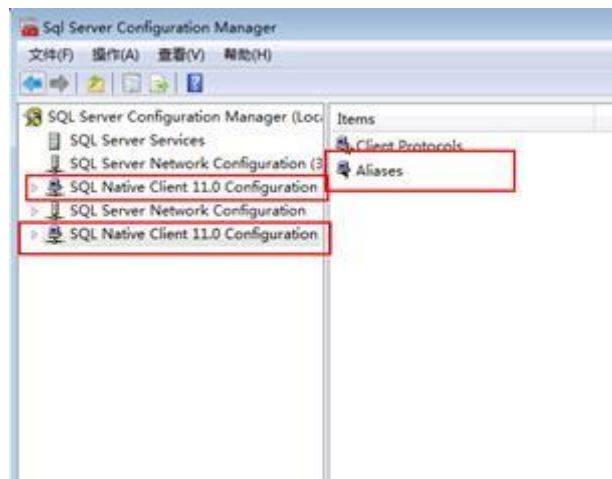 Sql Server Configuration Manager
文件(F) 操作(A) 查看(V) 帮助(H)
SQL Server Configuration Manager (Loca
SQL Server Services
SQL Server Network Configuration (3
SQL Native Client 11.0 Configuration
SQL Server Network Configuration
SQL Native Client 11.0 Configuration
Items
Client Protocols
Aliases